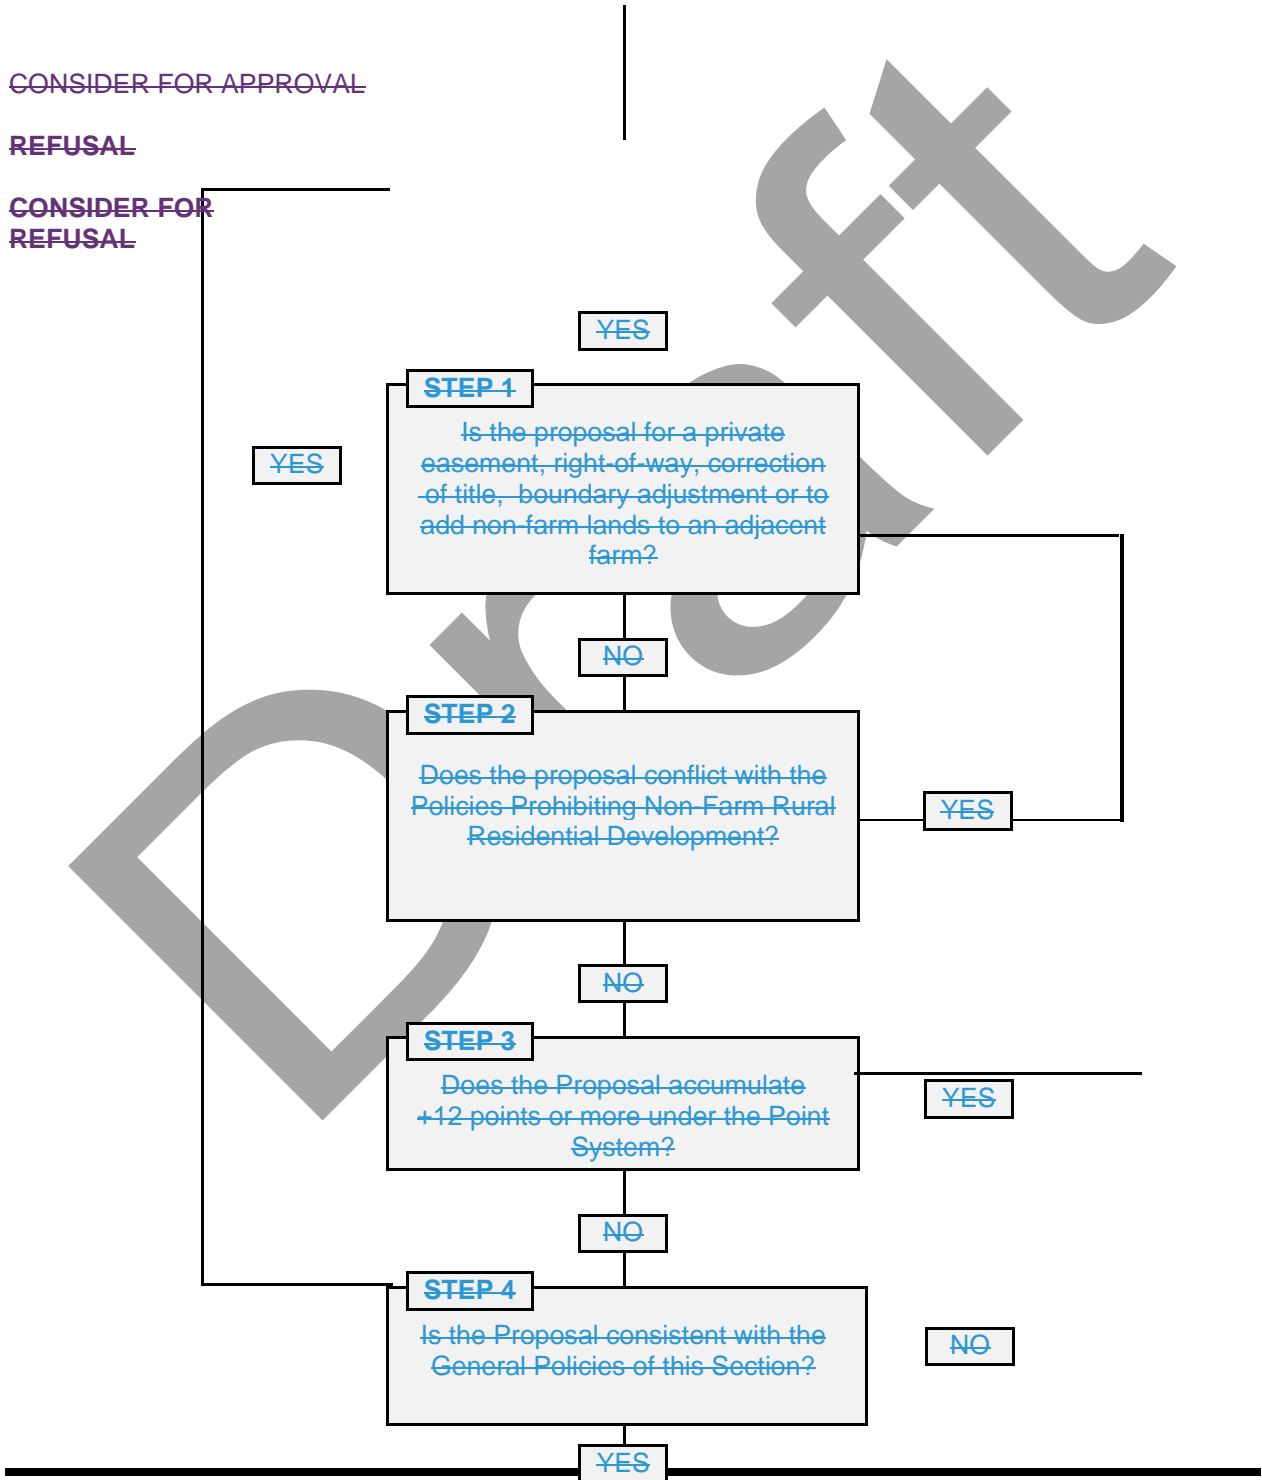 CONSIDER FOR APPROVAL
REFUSAL
CONSIDER FOR
REFUSAL
YES
STEP 1
Is the proposal for a private
easement, right-of-way, correction
of title, boundary adjustment or to
add non-farm lands to an adjacent
farm?
YES
NO
STEP 2
Does the proposal conflict with the
Policies Prohibiting Non-Farm Rural
Residential Development?
YES
NO
STEP 3
Does the Proposal accumulate
+12 points or more under the Point
System?
YES
NO
STEP 4
Is the Proposal consistent with the
General Policies of this Section?
NO
YES
Draft